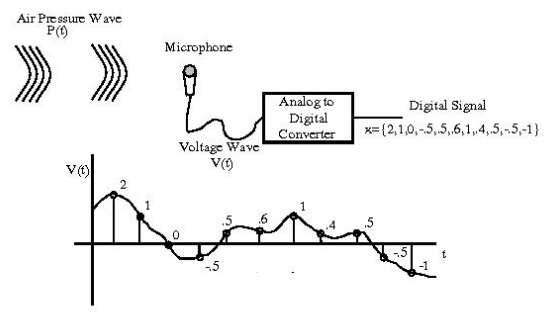 Air Pressure Wave
P(t)
Microphone
Analog to
Digital
Converter
Digital Signal
x={2,1,0,-.5,.5,.6,1,.4,.5,-.5,-1}
Voltage Wave
V(t)
V(t)
2
1
0
-.5
.5
.6
1
.4
.5
-.5
-1
t